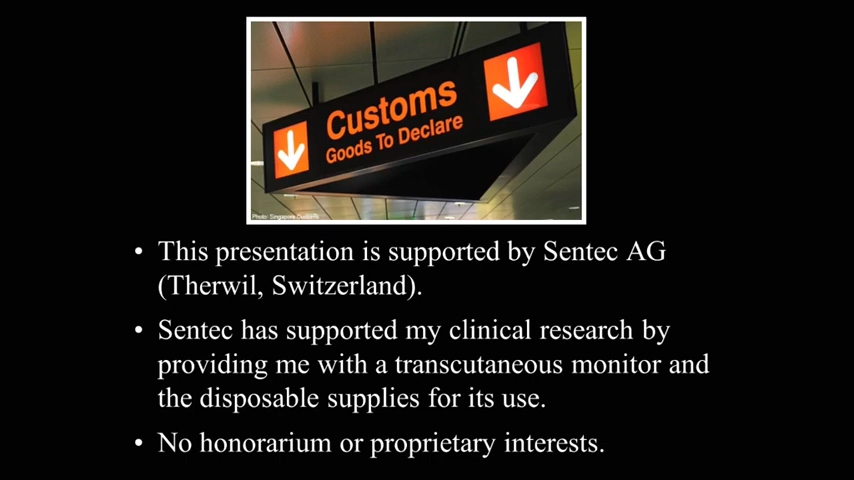 Customs
Goods To Declare
Photo: Singapore Customs
• This presentation is supported by Sentec AG
(Therwil, Switzerland).
• Sentec has supported my clinical research by
providing me with a transcutaneous monitor and
the disposable supplies for its use.
• No honorarium or proprietary interests.